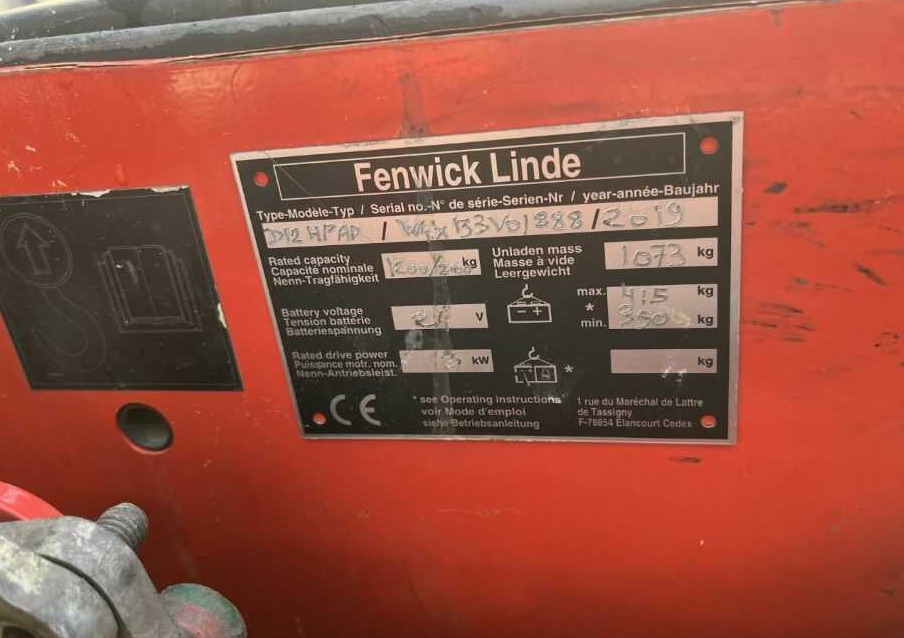 Fenwick Linde
Type-Modèle-Typ / Serial no.-N° de série-Serien-Nr / year-année-Baujahr
D12 HP AP / / 2019
Rated capacity
Capacité nominale
Nenn-Tragfähigkeit
1200/ kg
Unladen mass
Masse à vide
Leergewicht
1073 kg
Battery voltage
Tension batterie
Batteriespannung
V
- +
max. 415 kg
*
min. kg
Rated drive power
Puissance motr. nom.
Nenn-Antriebsleist.
kW
*
kg
CE
* see Operating instructions
voir Mode d'emploi
siehe Betriebsanleitung
1 rue du Maréchal de Lattre
de Tassigny
F-78854 Elancourt Cedex